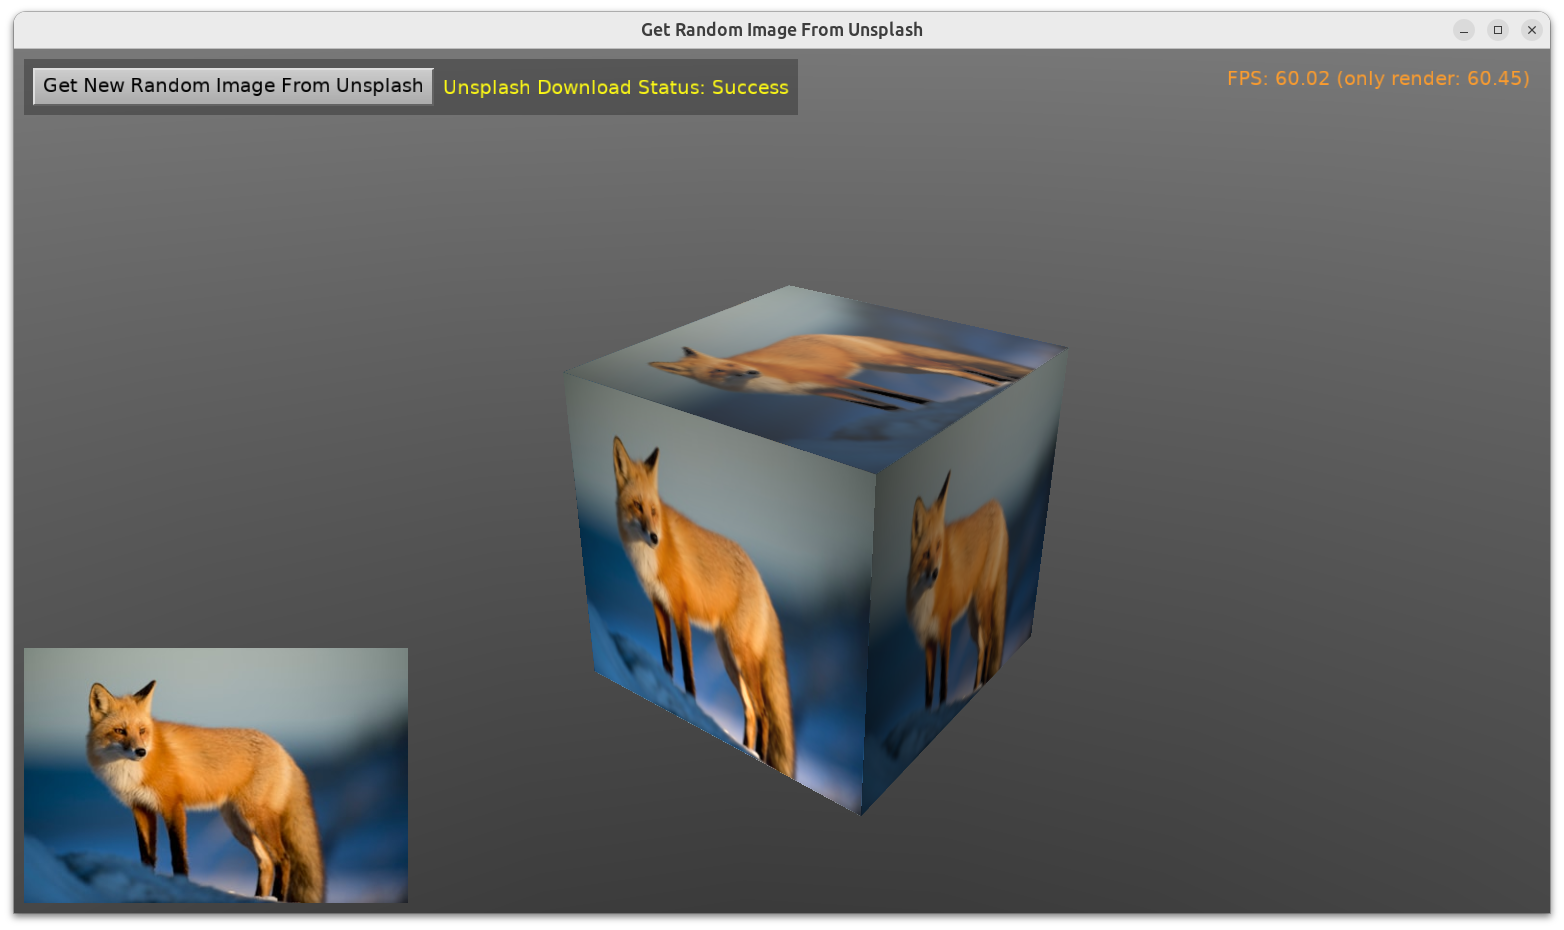 Get Random Image From Unsplash
Get New Random Image From Unsplash
Unsplash Download Status: Success
FPS: 60.02 (only render: 60.45)